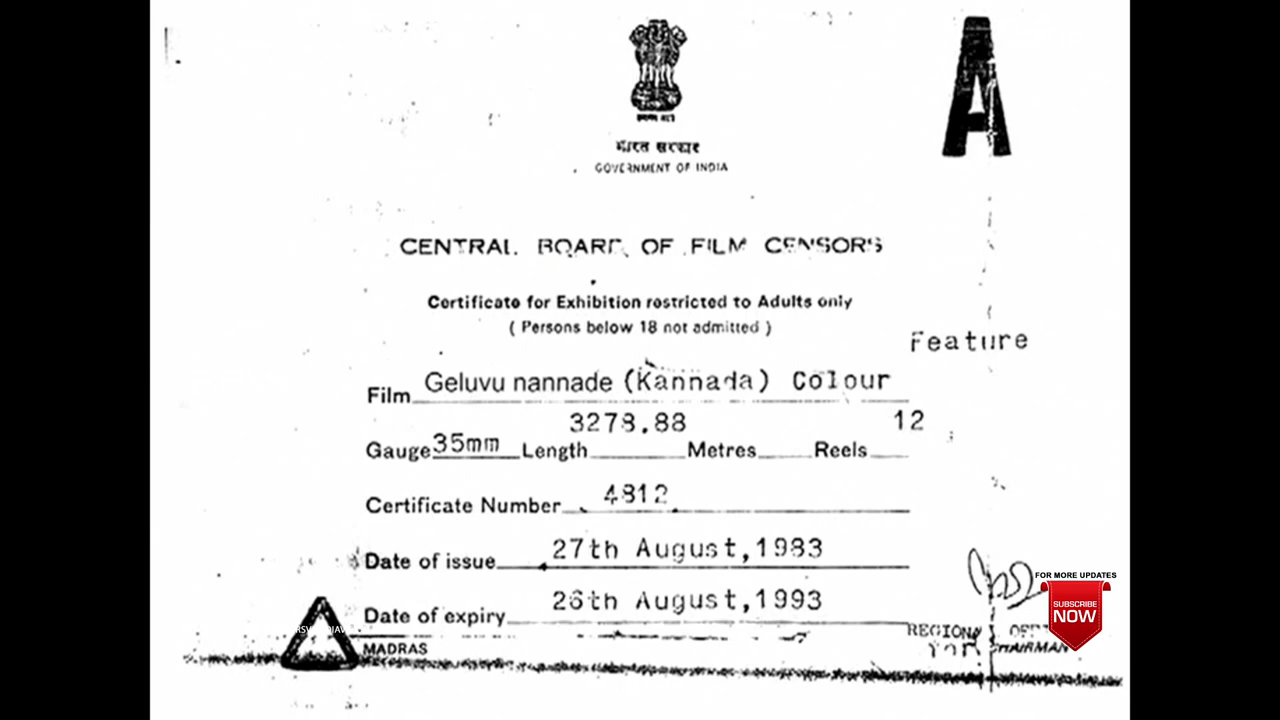 A
भारत सरकार
GOVERNMENT OF INDIA
CENTRAL BOARD OF FILM CENSORS
Certificate for Exhibition restricted to Adults only
( Persons below 18 not admitted )
Feature
Film Geluvu nannade (Kannada) Colour
3278.88 12
Gauge 35mm Length Metres Reels
Certificate Number 4812
Date of issue 27th August,1983
Date of expiry 26th August,1993
FOR MORE UPDATES
SUBSCRIBE
NOW
REGIONAL
MADRAS
CHAIRMAN